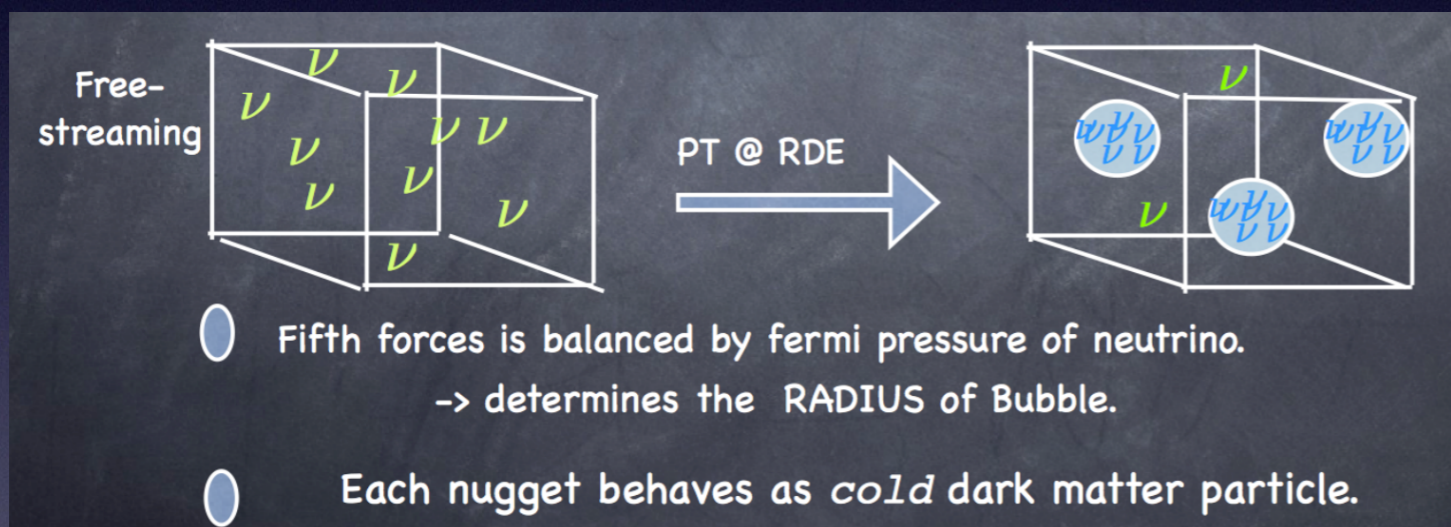 Free-
streaming
ν
ν
ν
ν ν
ν
ν
ν
ν
ν
PT @ RDE
ν
ν
Fifth forces is balanced by fermi pressure of neutrino.
-> determines the RADIUS of Bubble.
Each nugget behaves as cold dark matter particle.